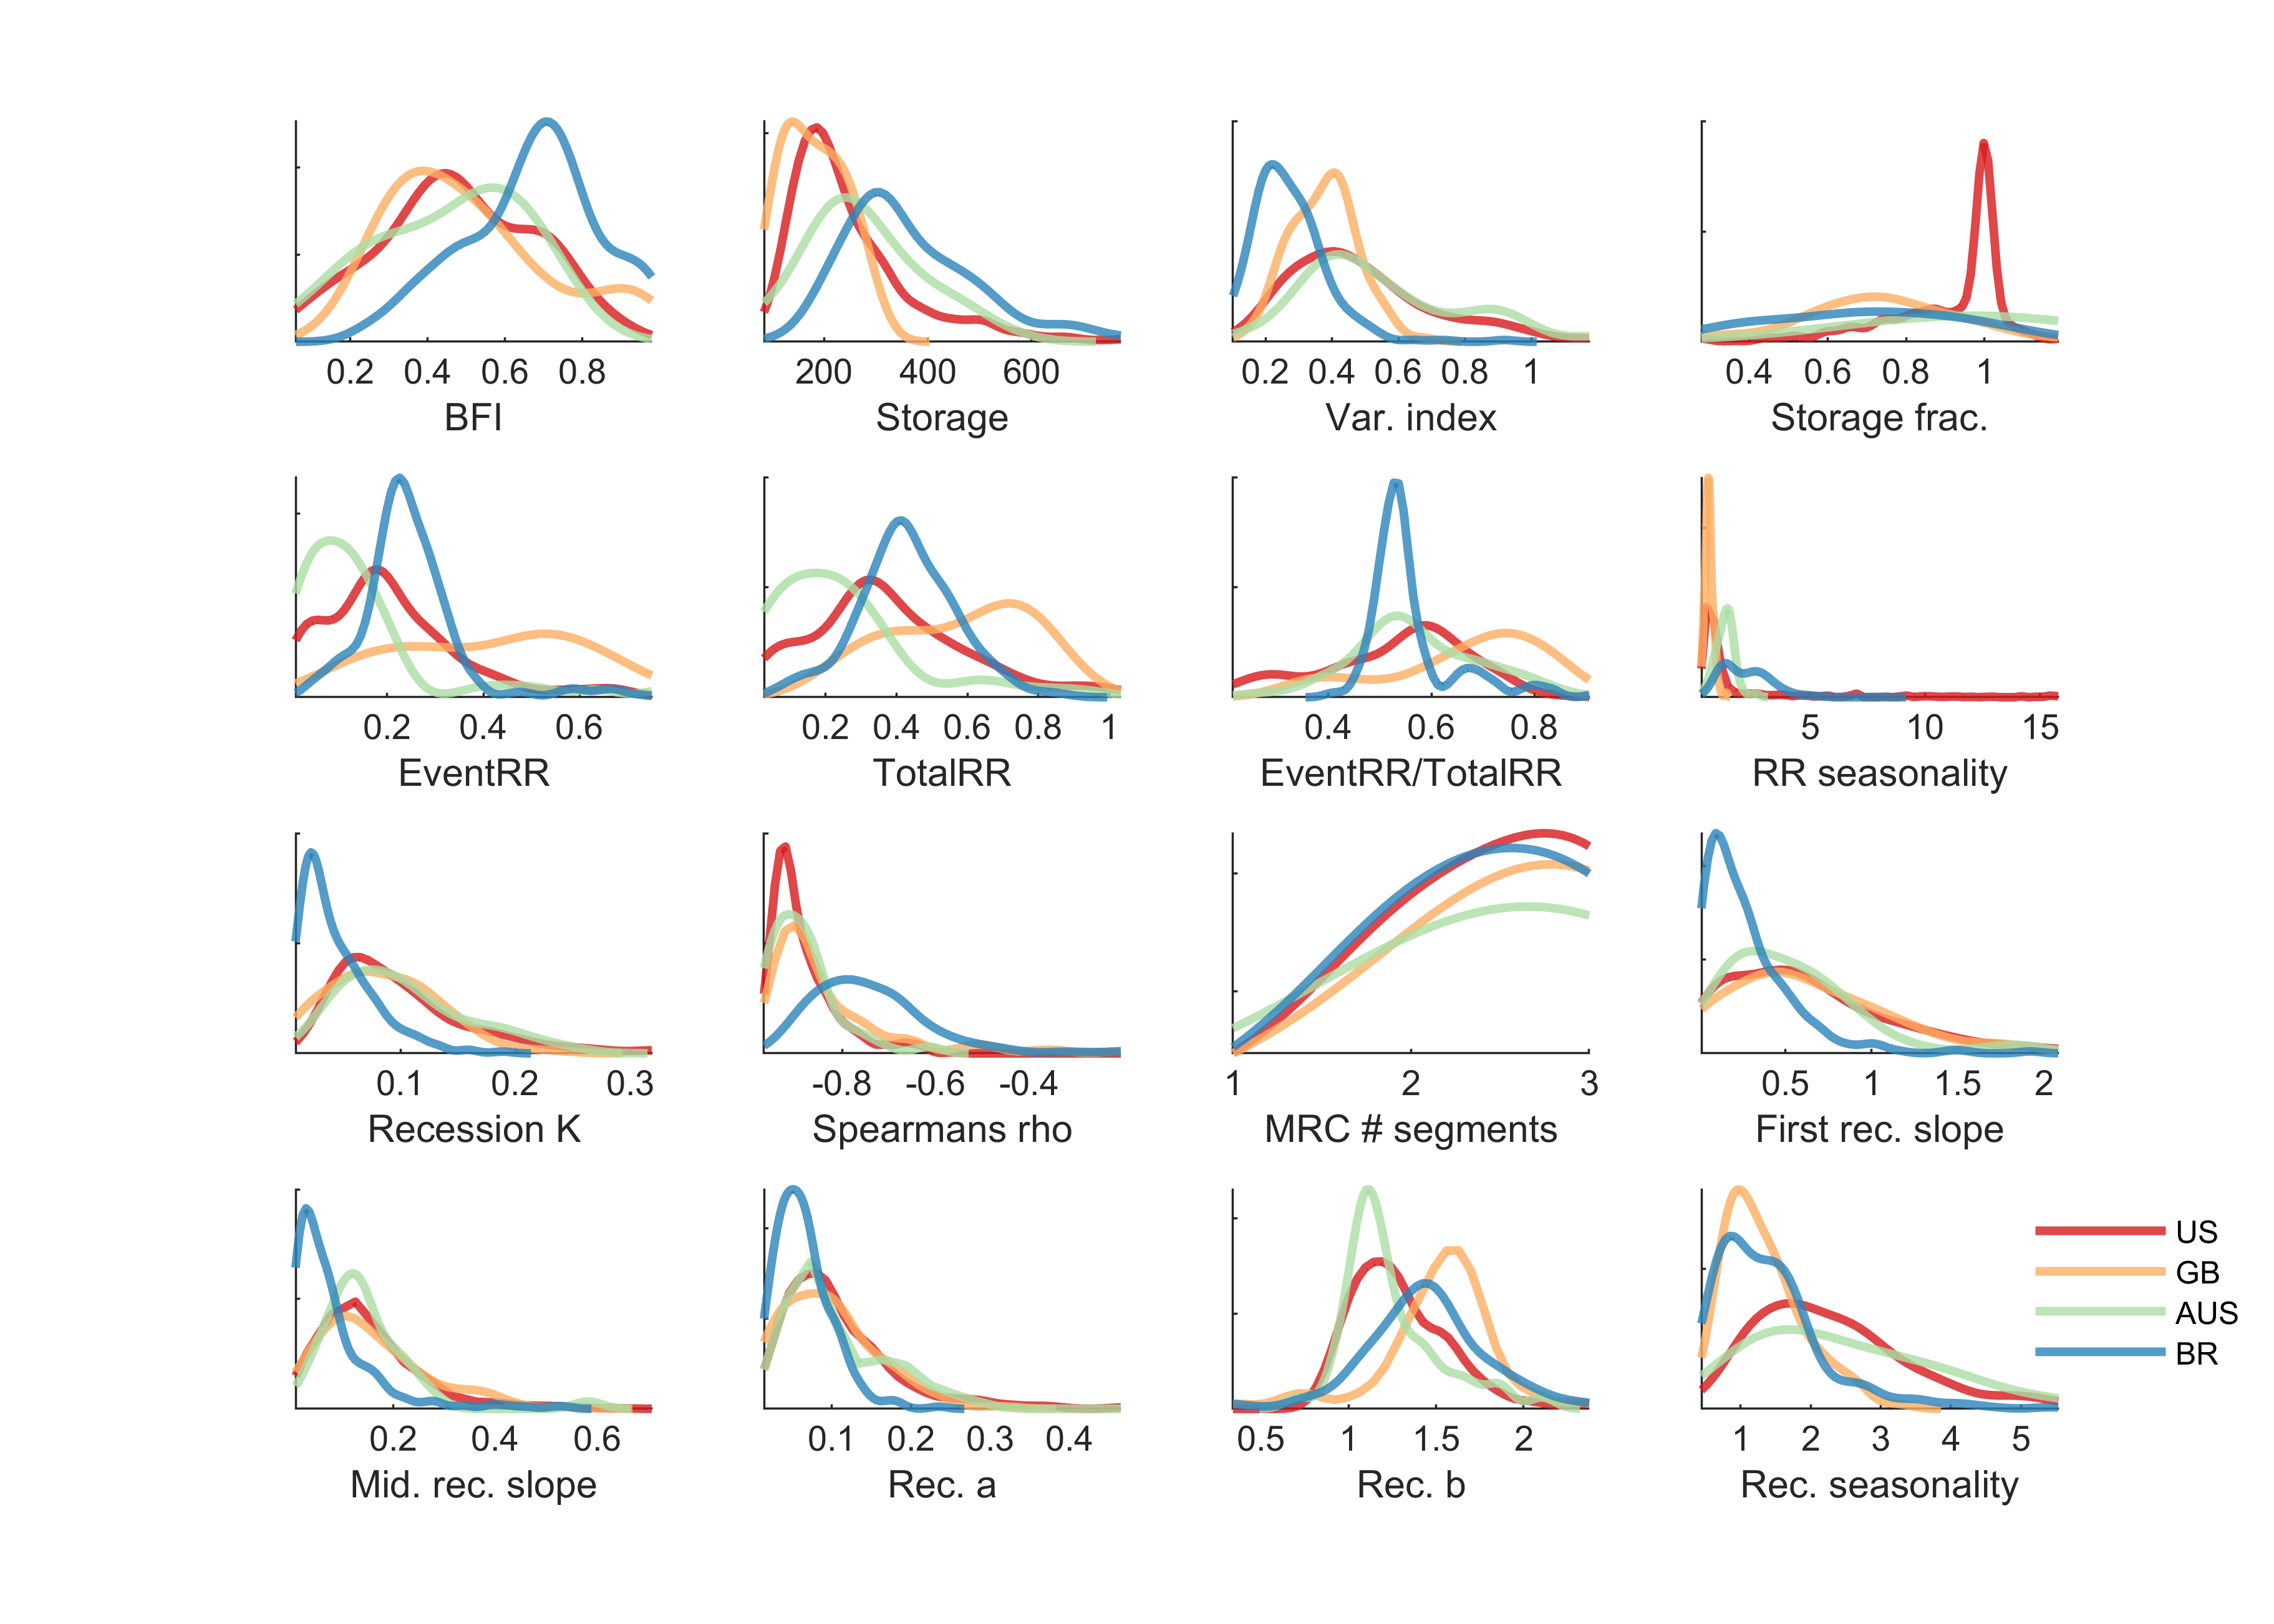 0.2 0.4 0.6 0.8
BFI
200 400 600
Storage
0.2 0.4 0.6 0.8 1
Var. index
0.4 0.6 0.8 1
Storage frac.
0.2 0.4 0.6
EventRR
0.2 0.4 0.6 0.8 1
TotalRR
0.4 0.6 0.8
EventRR/TotalRR
5 10 15
RR seasonality
0.1 0.2 0.3
Recession K
-0.8 -0.6 -0.4
Spearmans rho
1 2 3
MRC # segments
0.5 1 1.5 2
First rec. slope
0.2 0.4 0.6
Mid. rec. slope
0.1 0.2 0.3 0.4
Rec. a
0.5 1 1.5 2
Rec. b
1 2 3 4 5
Rec. seasonality
US
GB
AUS
BR